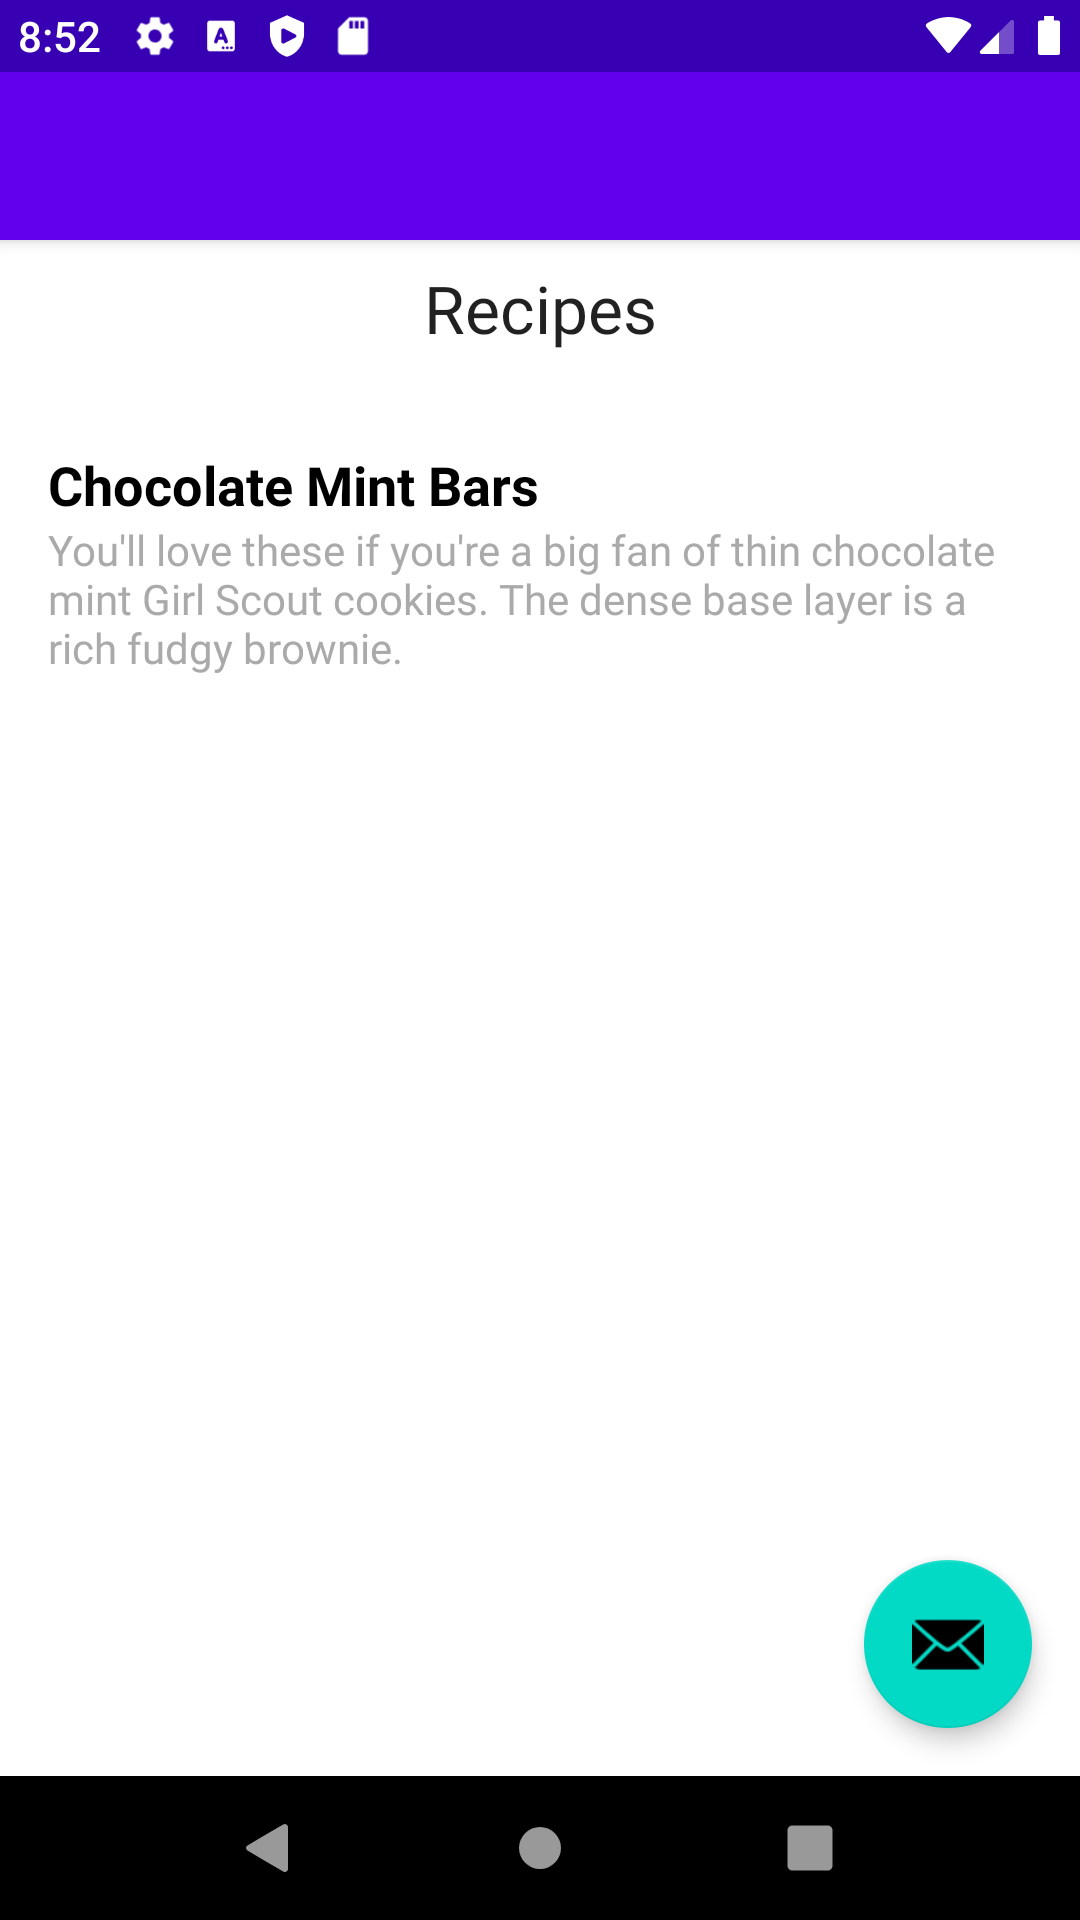 8:52
Recipes
Chocolate Mint Bars
You'll love these if you're a big fan of thin chocolate
mint Girl Scout cookies. The dense base layer is a
rich fudgy brownie.